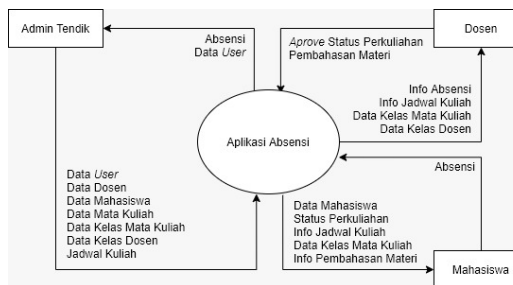 Admin Tendik
Dosen
Absensi
Data User
Aprove Status Perkuliahan
Pembahasan Materi
Info Absensi
Info Jadwal Kuliah
Data Kelas Mata Kuliah
Data Kelas Dosen
Aplikasi Absensi
Absensi
Data User
Data Dosen
Data Mahasiswa
Data Mata Kuliah
Data Kelas Mata Kuliah
Data Kelas Dosen
Jadwal Kuliah
Data Mahasiswa
Status Perkuliahan
Info Jadwal Kuliah
Data Kelas Mata Kuliah
Info Pembahasan Materi
Mahasiswa